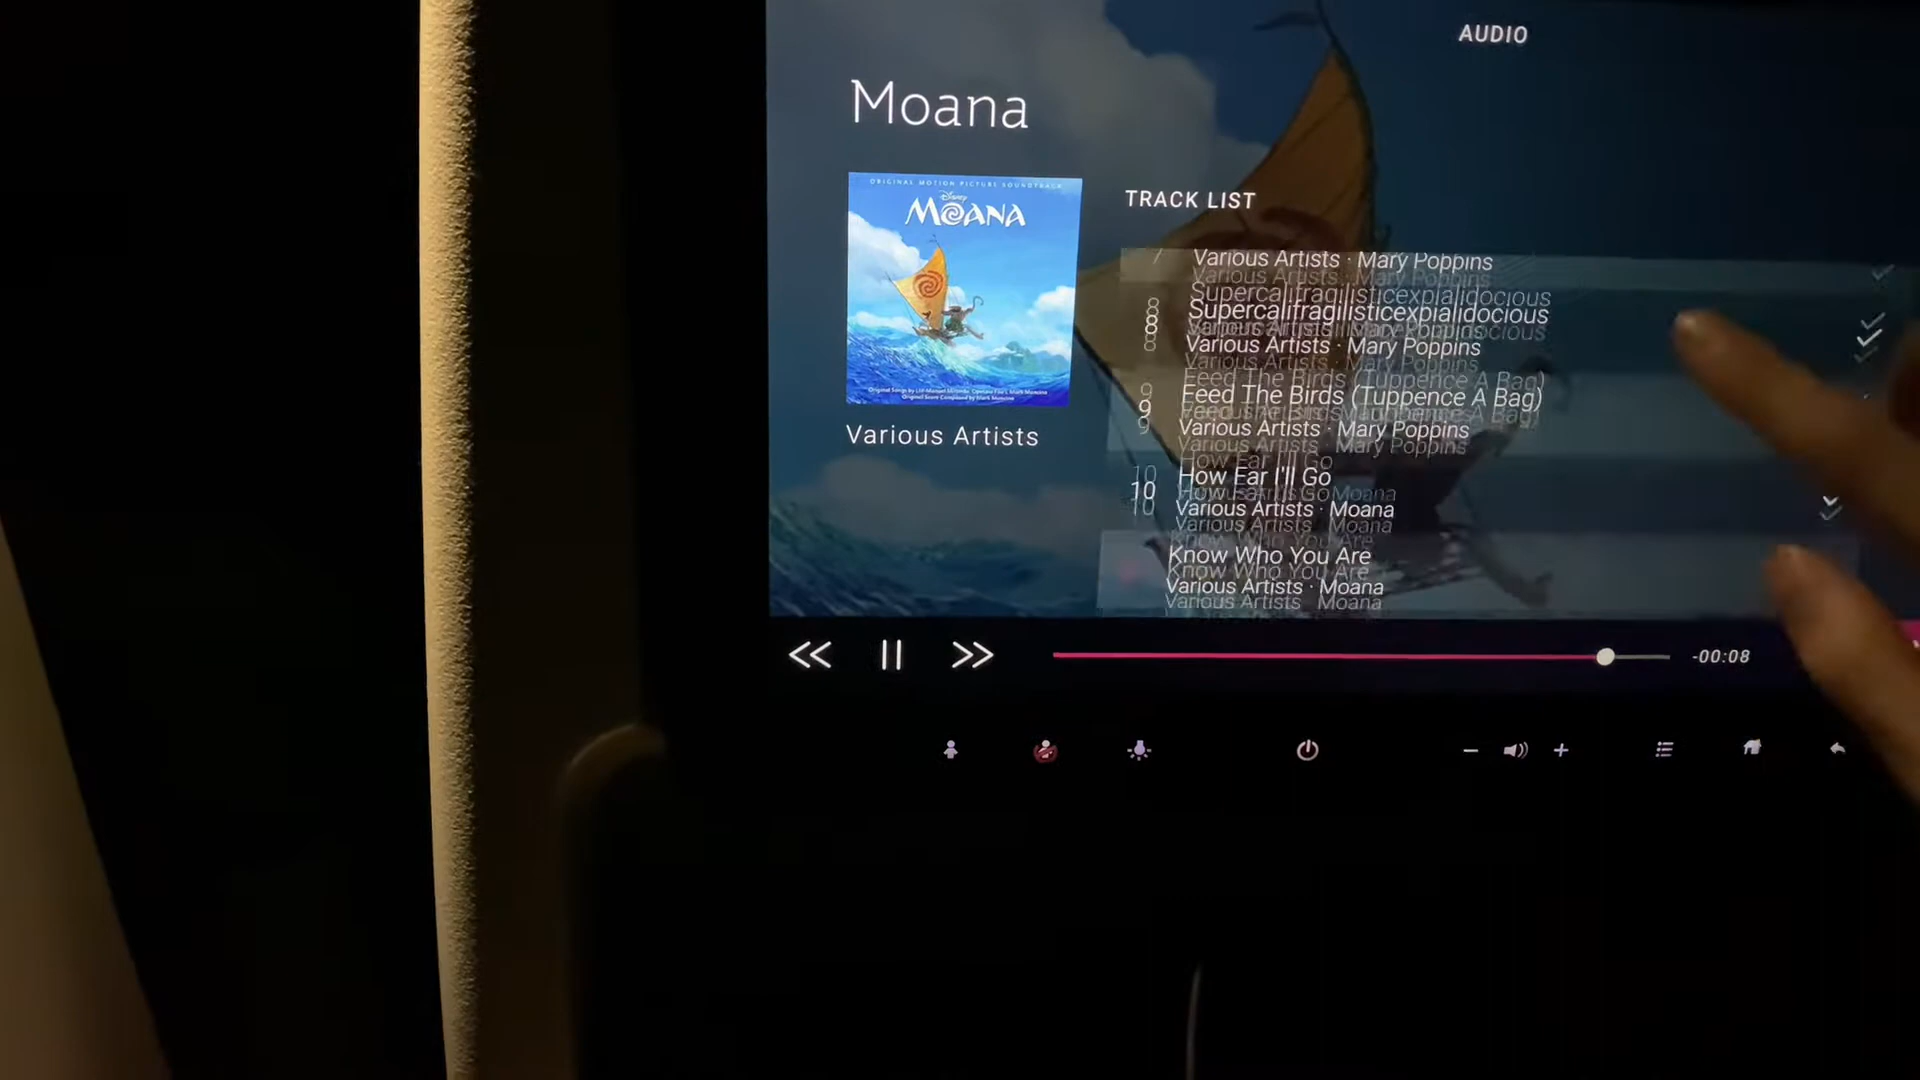 AUDIO
Moana
ORIGINAL MOTION PICTURE SOUNDTRACK
Disney
MOANA
Various Artists
TRACK LIST
7 Various Artists · Mary Poppins
8 Supercalifragilisticexpialidocious
Various Artists · Mary Poppins
9 Feed The Birds (Tuppence A Bag)
Various Artists · Mary Poppins
10 How Far I'll Go
Various Artists · Moana
Know Who You Are
Various Artists · Moana
-00:08